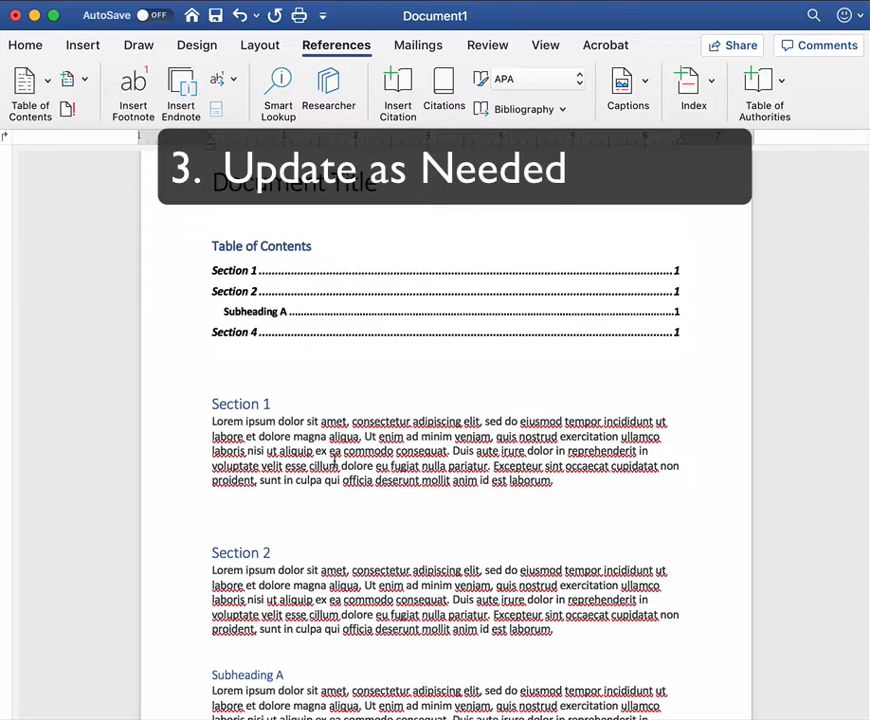 AutoSave OFF Document1
Home Insert Draw Design Layout References Mailings Review View Acrobat Share Comments
Table of Contents
Insert Footnote
Insert Endnote
Smart Lookup
Researcher
Insert Citation
Citations
APA
Bibliography
Captions
Index
Table of Authorities
1 1 2 3 4 5 6 7
3. Update as Needed
Document Title
Table of Contents
Section 1 1
Section 2 1
Subheading A 1
Section 4 1
Section 1
Lorem ipsum dolor sit amet, consectetur adipiscing elit, sed do eiusmod tempor incididunt ut
labore et dolore magna aliqua. Ut enim ad minim veniam, quis nostrud exercitation ullamco
laboris nisi ut aliquip ex ea commodo consequat. Duis aute irure dolor in reprehenderit in
voluptate velit esse cillum dolore eu fugiat nulla pariatur. Excepteur sint occaecat cupidatat non
proident, sunt in culpa qui officia deserunt mollit anim id est laborum.
Section 2
Lorem ipsum dolor sit amet, consectetur adipiscing elit, sed do eiusmod tempor incididunt ut
labore et dolore magna aliqua. Ut enim ad minim veniam, quis nostrud exercitation ullamco
laboris nisi ut aliquip ex ea commodo consequat. Duis aute irure dolor in reprehenderit in
voluptate velit esse cillum dolore eu fugiat nulla pariatur. Excepteur sint occaecat cupidatat non
proident, sunt in culpa qui officia deserunt mollit anim id est laborum.
Subheading A
Lorem ipsum dolor sit amet, consectetur adipiscing elit, sed do eiusmod tempor incididunt ut
labore et dolore magna aliqua. Ut enim ad minim veniam, quis nostrud exercitation ullamco